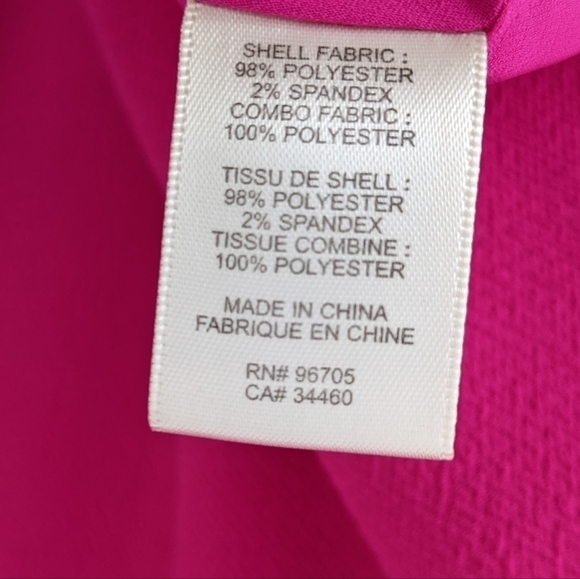 SHELL FABRIC :
98% POLYESTER
2% SPANDEX
COMBO FABRIC :
100% POLYESTER
TISSU DE SHELL :
98% POLYESTER
2% SPANDEX
TISSUE COMBINE :
100% POLYESTER
MADE IN CHINA
FABRIQUE EN CHINE
RN# 96705
CA# 34460